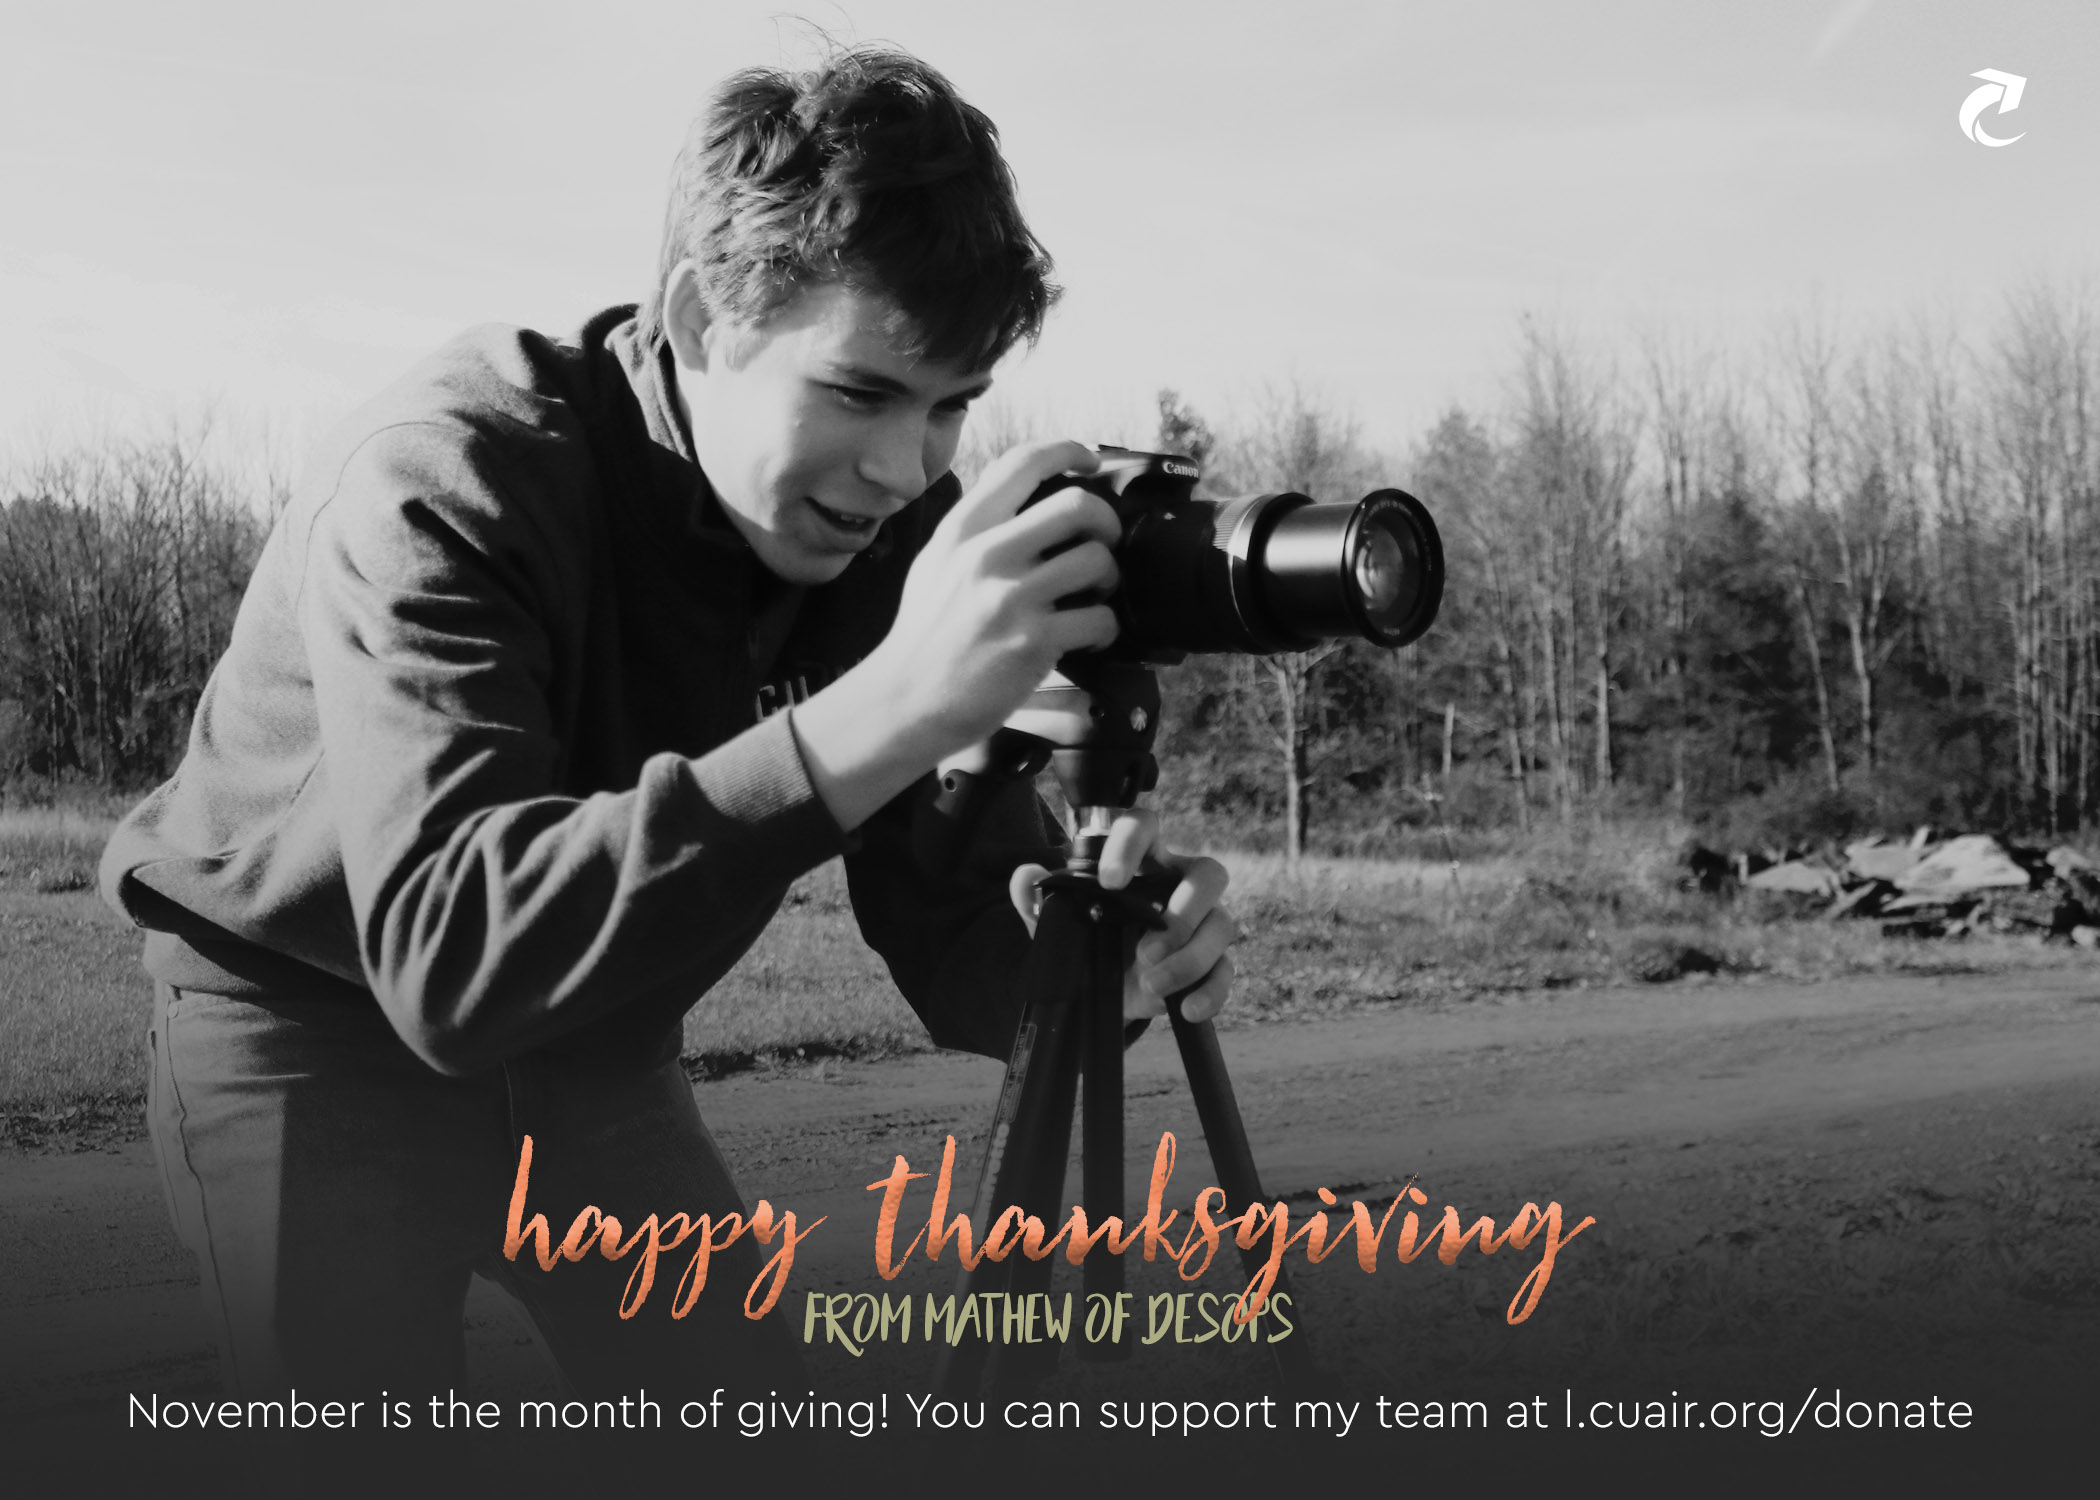 Canon
happy thanksgiving
FROM MATHEW OF DESOPS
November is the month of giving! You can support my team at l.cuair.org/donate